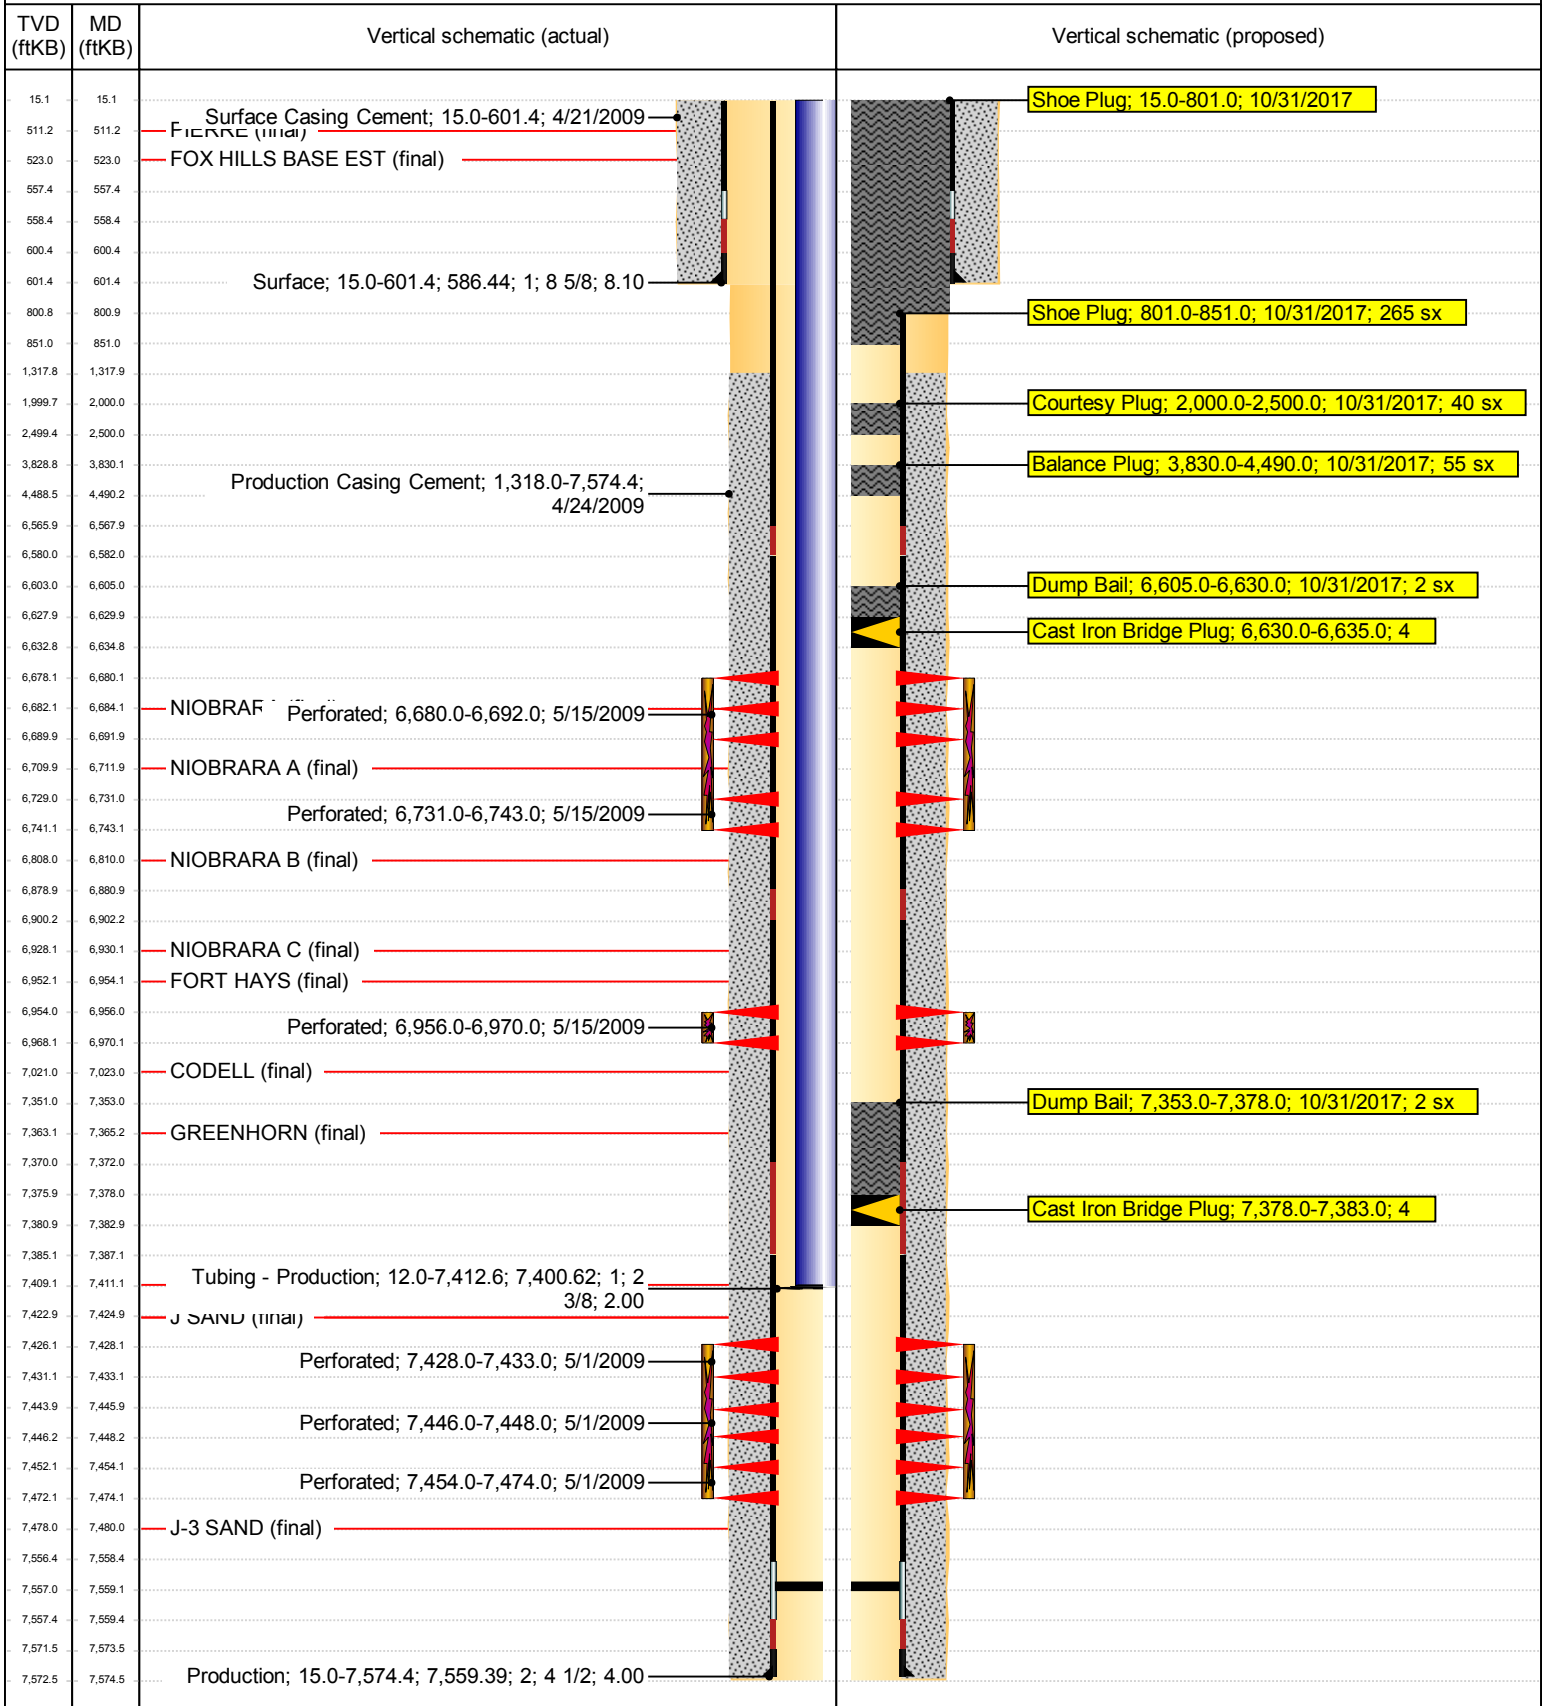 TVD (ftKB) MD (ftKB) Vertical schematic (actual) Vertical schematic (proposed)
15.1 15.1 Shoe Plug; 15.0-801.0; 10/31/2017
Surface Casing Cement; 15.0-601.4; 4/21/2009
511.2 511.2 (final)
523.0 523.0 FOX HILLS BASE EST (final)
557.4 557.4
558.4 558.4
600.4 600.4
601.4 601.4 Surface; 15.0-601.4; 586.44; 1; 8 5/8; 8.10
800.8 800.9 Shoe Plug; 801.0-851.0; 10/31/2017; 265 sx
851.0 851.0
1,317.8 1,317.9
1,999.7 2,000.0 Courtesy Plug; 2,000.0-2,500.0; 10/31/2017; 40 sx
2,499.4 2,500.0
3,828.8 3,830.1 Balance Plug; 3,830.0-4,490.0; 10/31/2017; 55 sx
Production Casing Cement; 1,318.0-7,574.4;
4,488.5 4,490.2
4/24/2009
6,565.9 6,567.9
6,580.0 6,582.0
6,603.0 6,605.0 Dump Bail; 6,605.0-6,630.0; 10/31/2017; 2 sx
6,627.9 6,629.9
Cast Iron Bridge Plug; 6,630.0-6,635.0; 4
6,632.8 6,634.8
6,678.1 6,680.1
6,682.1 6,684.1 Perforated; 6,680.0-6,692.0; 5/15/2009
6,689.9 6,691.9
6,709.9 6,711.9 NIOBRARA A (final)
6,729.0 6,731.0
Perforated; 6,731.0-6,743.0; 5/15/2009
6,741.1 6,743.1
6,808.0 6,810.0 NIOBRARA B (final)
6,878.9 6,880.9
6,900.2 6,902.2
6,928.1 6,930.1 NIOBRARA C (final)
6,952.1 6,954.1 FORT HAYS (final)
6,954.0 6,956.0
Perforated; 6,956.0-6,970.0; 5/15/2009
6,968.1 6,970.1
7,021.0 7,023.0 CODELL (final)
7,351.0 7,353.0 Dump Bail; 7,353.0-7,378.0; 10/31/2017; 2 sx
7,363.1 7,365.2 GREENHORN (final)
7,370.0 7,372.0
7,375.9 7,378.0
Cast Iron Bridge Plug; 7,378.0-7,383.0; 4
7,380.9 7,382.9
7,385.1 7,387.1
7,409.1 7,411.1 Tubing - Production; 12.0-7,412.6; 7,400.62; 1; 2
3/8; 2.00
7,422.9 7,424.9 J SAND (final)
7,426.1 7,428.1
Perforated; 7,428.0-7,433.0; 5/1/2009
7,431.1 7,433.1
7,443.9 7,445.9
Perforated; 7,446.0-7,448.0; 5/1/2009
7,446.2 7,448.2
7,452.1 7,454.1
Perforated; 7,454.0-7,474.0; 5/1/2009
7,472.1 7,474.1
7,478.0 7,480.0 J-3 SAND (final)
7,556.4 7,558.4
7,557.0 7,559.1
7,557.4 7,559.4
7,571.5 7,573.5
7,572.5 7,574.5 Production; 15.0-7,574.4; 7,559.39; 2; 4 1/2; 4.00